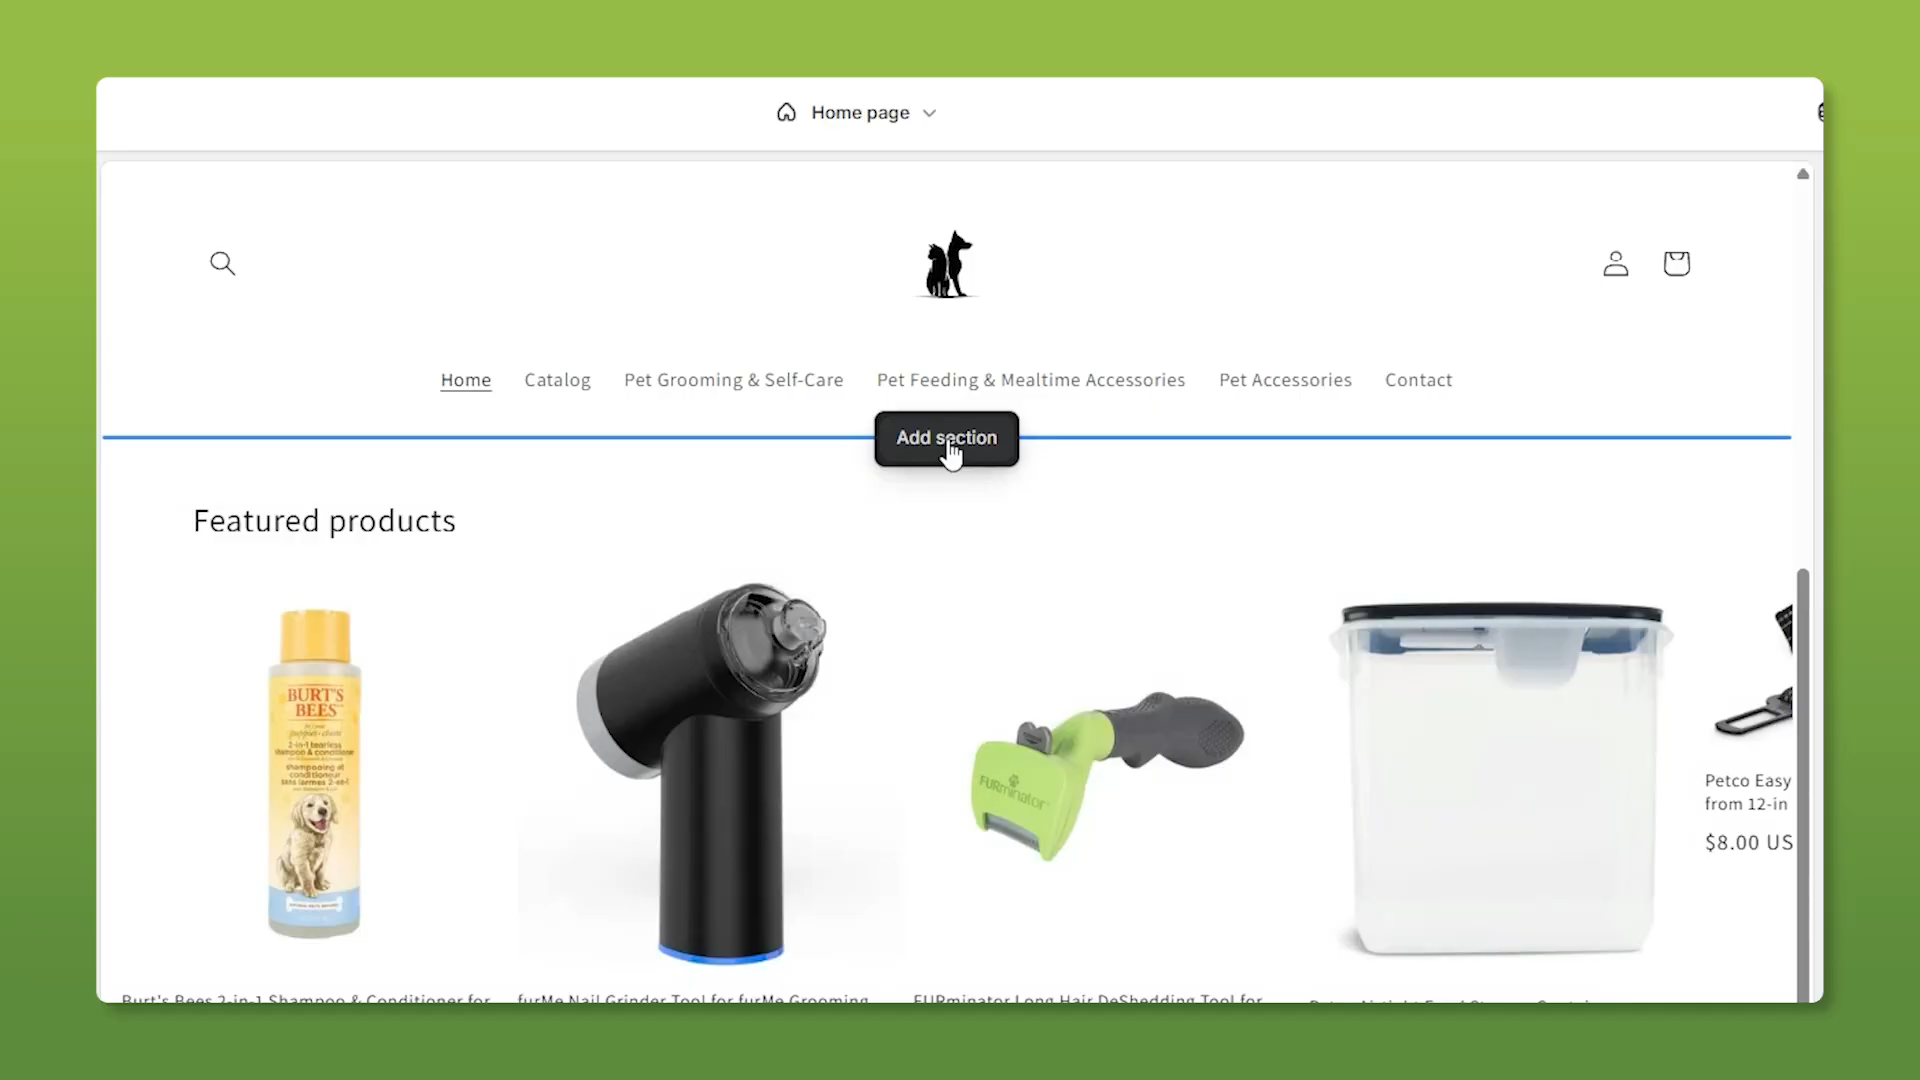 Home page
Home Catalog Pet Grooming & Self-Care Pet Feeding & Mealtime Accessories Pet Accessories Contact
Add section
Featured products
BURT'S
BEES
puppies
2-in-1 tearless
shampoo & conditioner
shampooing et
conditionneur
sans larmes 2-en-1
FURminator
Petco Easy
from 12-in
$8.00 US
Burt's Bees 2-in-1 Shampoo & Conditioner for
furMe Nail Grinder Tool for furMe Grooming
FURminator Long Hair DeShedding Tool for